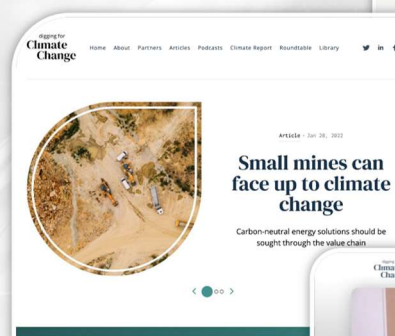 digging for
Climate
Change
Home About Partners Articles Podcasts Climate Report Roundtable Library
Article - Jan 20, 2022
Small mines can
face up to climate
change
Carbon-neutral energy solutions should be
sought through the value chain